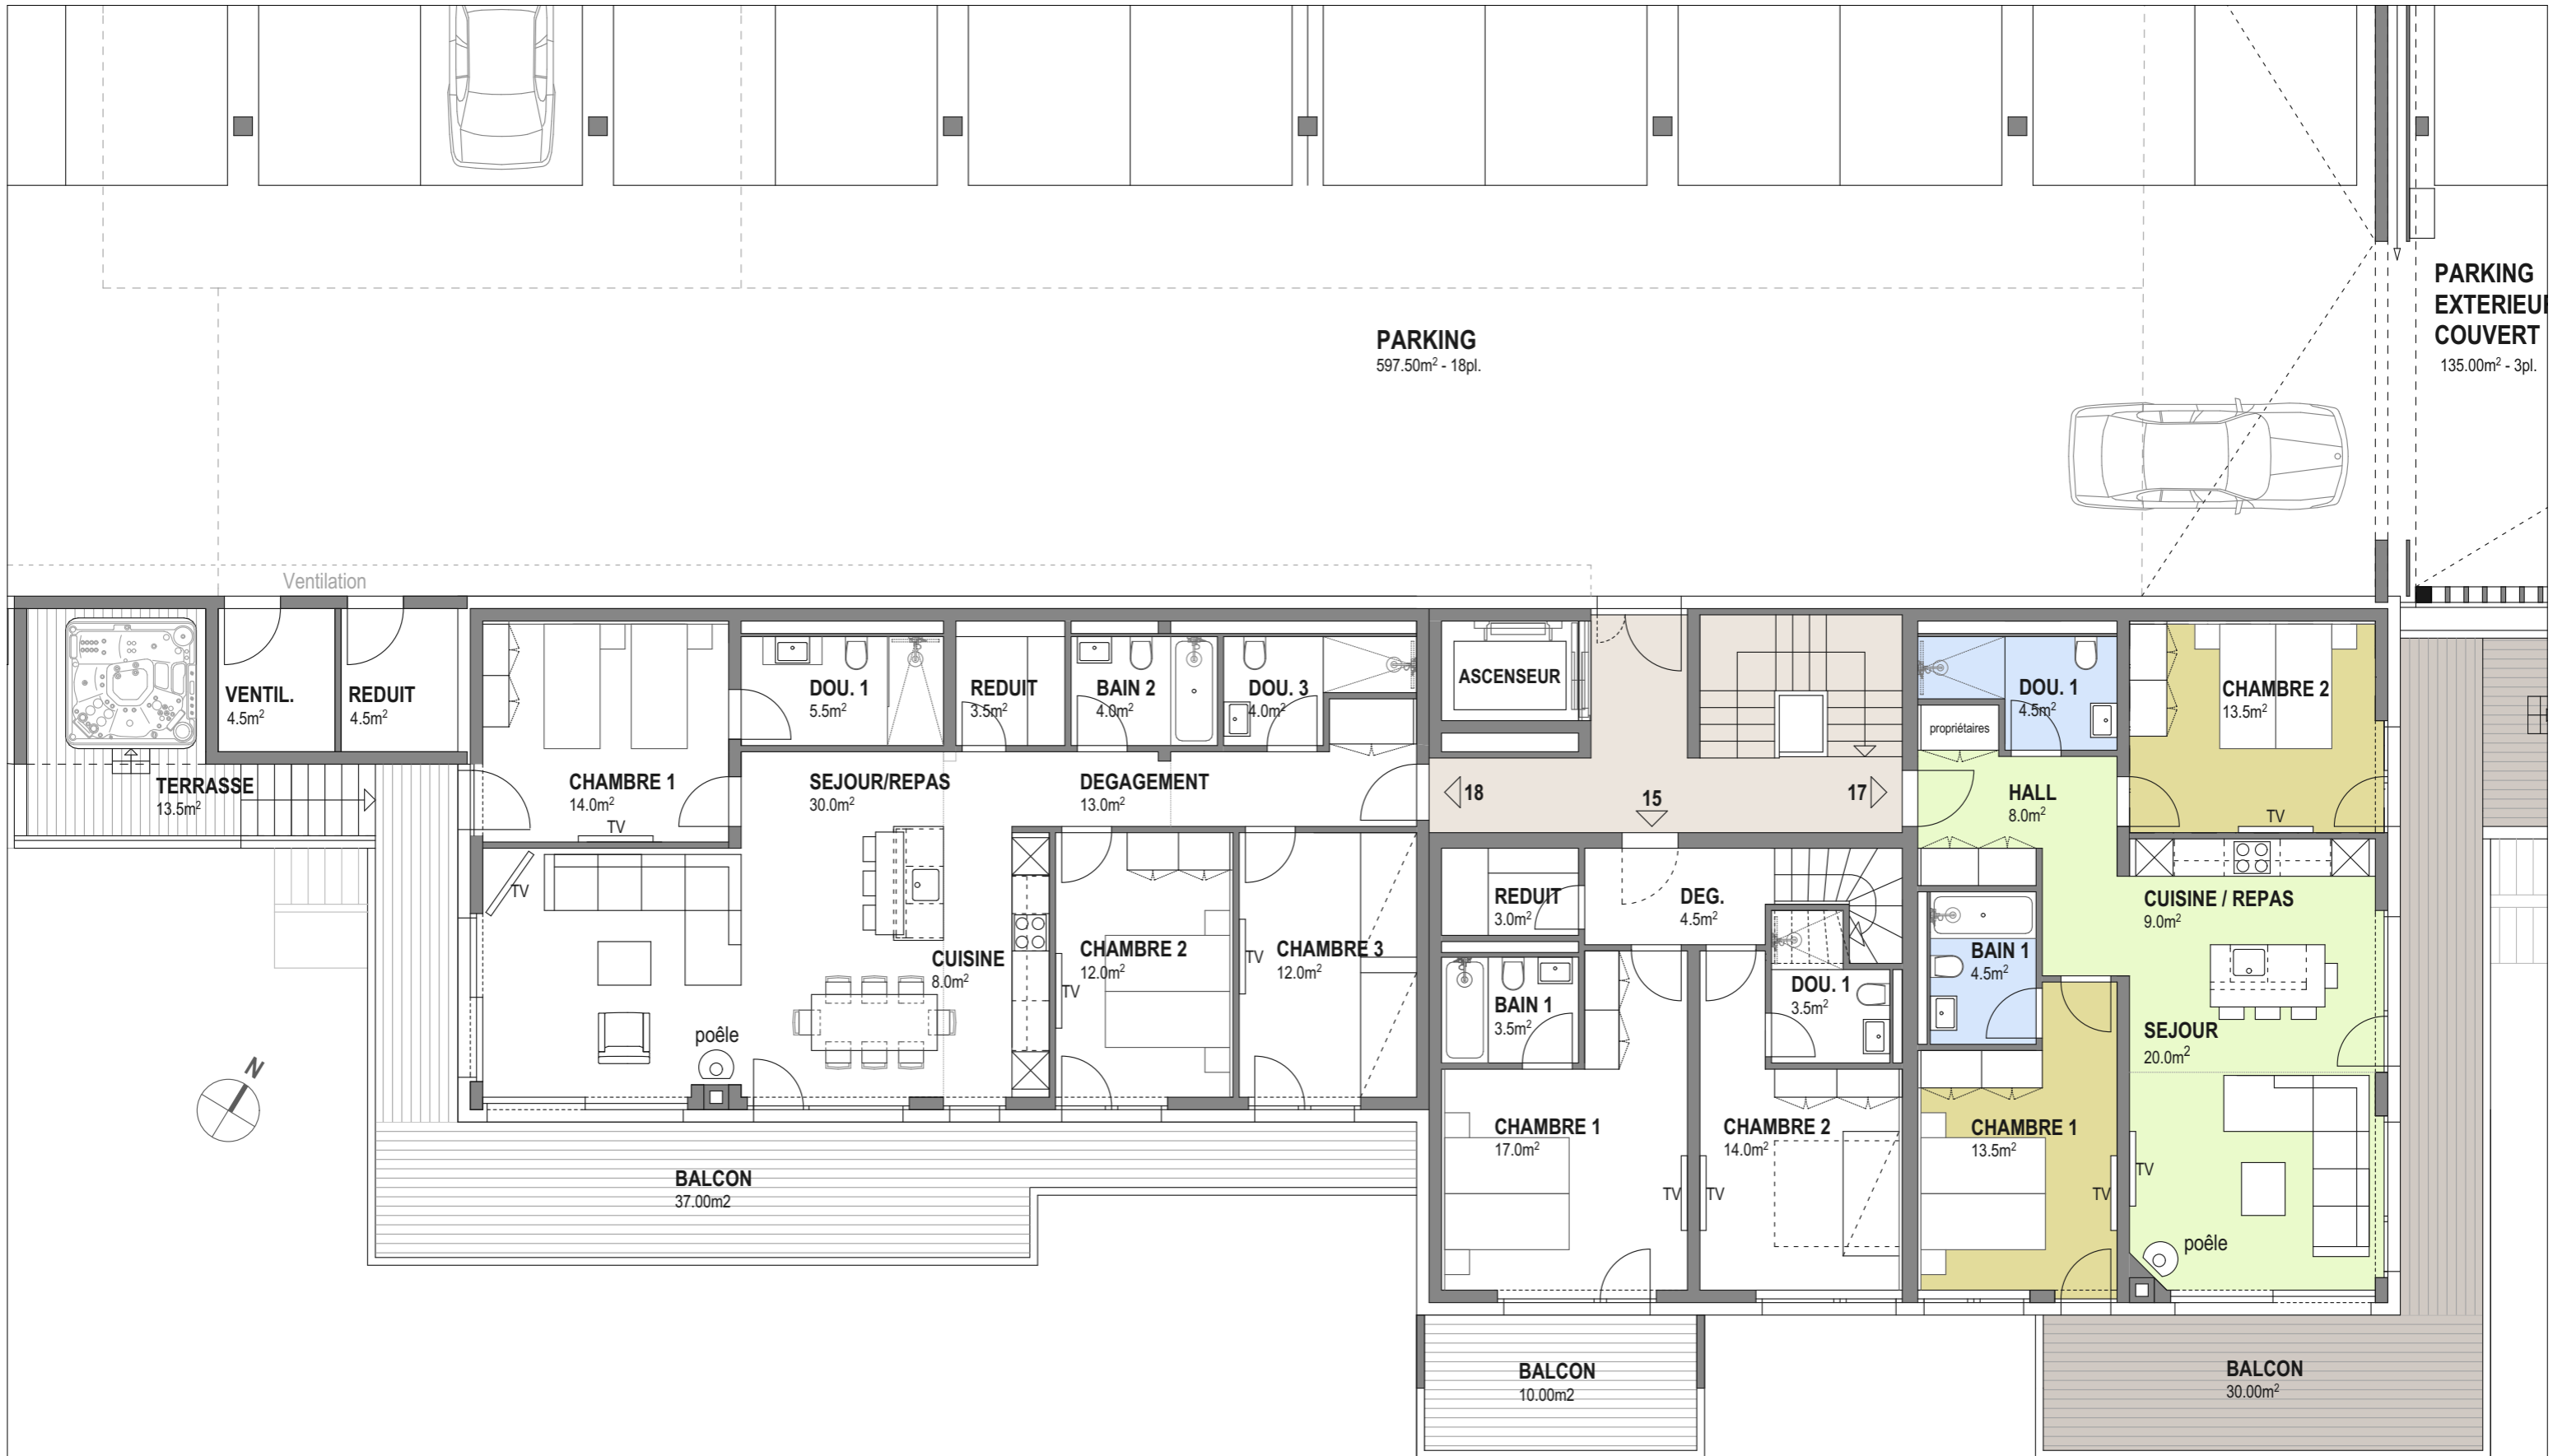 PARKING
EXTERIEUR
COUVERT
135.00m² - 3pl.
PARKING
597.50m² - 18pl.
Ventilation
VENTIL.
4.5m²
REDUIT
4.5m²
TERRASSE
13.5m²
CHAMBRE 1
14.0m²
TV
DOU. 1
5.5m²
REDUIT
3.5m²
BAIN 2
4.0m²
DOU. 3
4.0m²
SEJOUR/REPAS
30.0m²
DEGAGEMENT
13.0m²
TV
CUISINE
8.0m²
CHAMBRE 2
12.0m²
TV
CHAMBRE 3
12.0m²
TV
poêle
N
BALCON
37.00m2
ASCENSEUR
18
15
17
REDUIT
3.0m²
DEG.
4.5m²
BAIN 1
3.5m²
DOU. 1
3.5m²
CHAMBRE 1
17.0m²
TV
CHAMBRE 2
14.0m²
TV
BALCON
10.00m2
DOU. 1
4.5m²
propriétaires
HALL
8.0m²
CHAMBRE 2
13.5m²
TV
CUISINE / REPAS
9.0m²
BAIN 1
4.5m²
SEJOUR
20.0m²
CHAMBRE 1
13.5m²
TV
TV
poêle
BALCON
30.00m²